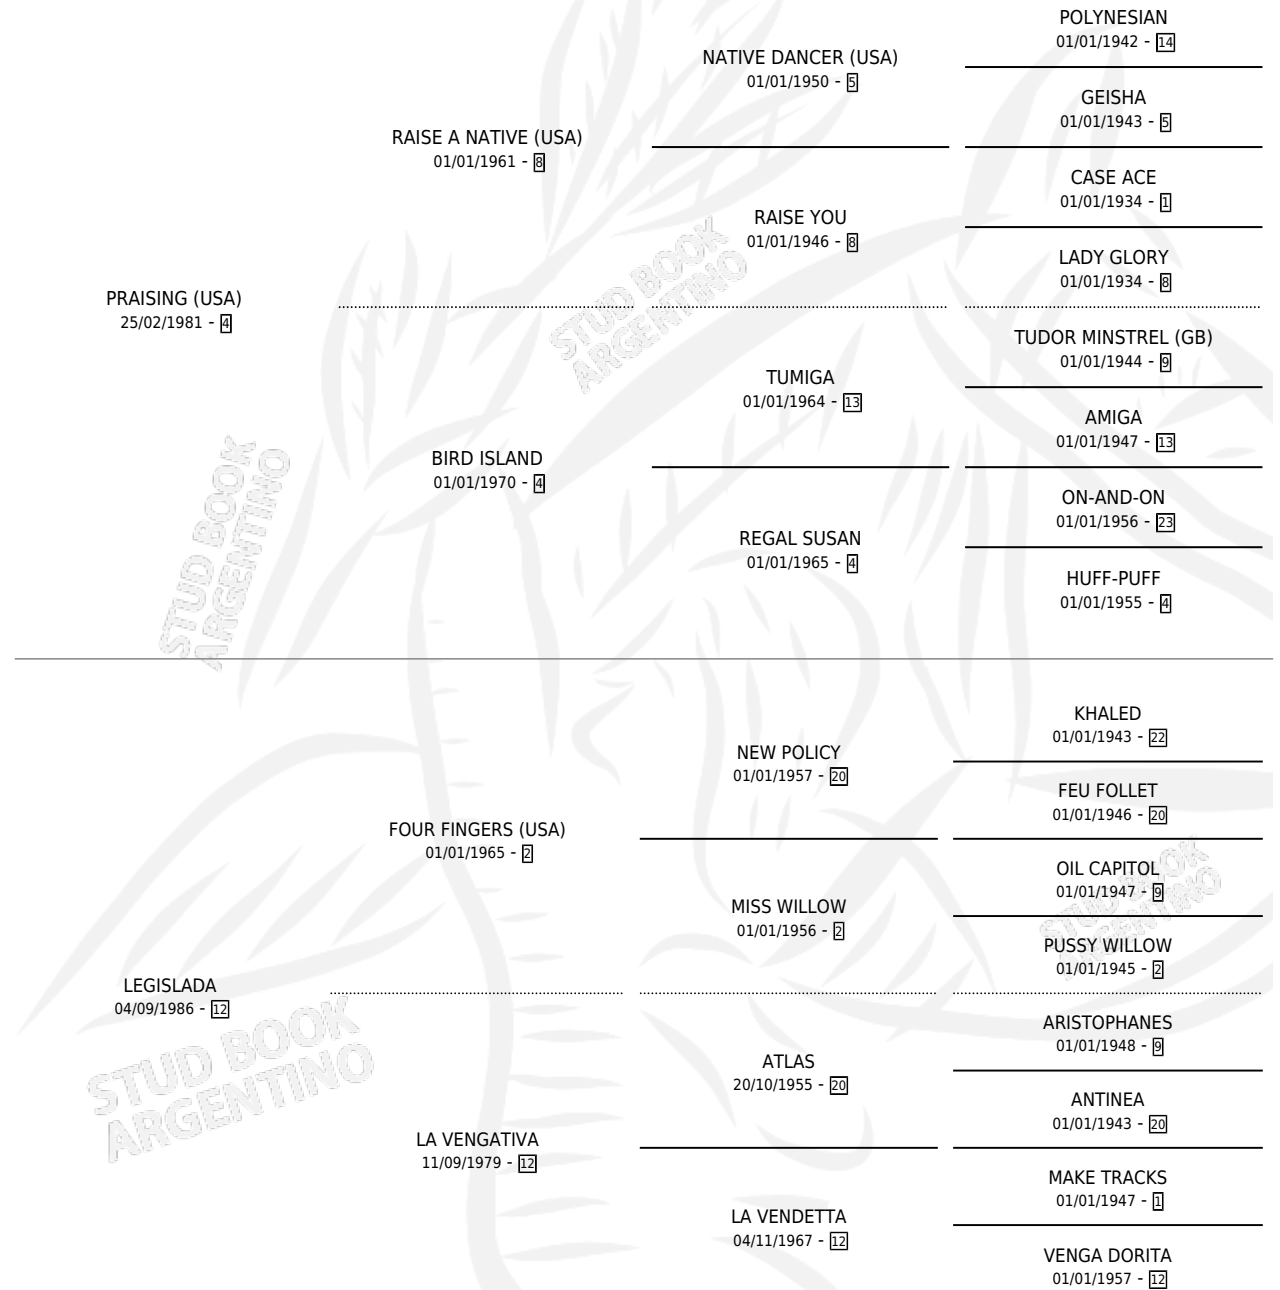 POLYNESIAN
01/01/1942 - 14
NATIVE DANCER (USA)
01/01/1950 - 5
GEISHA
01/01/1943 - 5
RAISE A NATIVE (USA)
01/01/1961 - 8
CASE ACE
01/01/1934 - 1
RAISE YOU
01/01/1946 - 8
LADY GLORY
01/01/1934 - 8
PRAISING (USA)
25/02/1981 - 4
TUDOR MINSTREL (GB)
01/01/1944 - 9
TUMIGA
01/01/1964 - 13
AMIGA
01/01/1947 - 13
BIRD ISLAND
01/01/1970 - 4
ON-AND-ON
01/01/1956 - 23
REGAL SUSAN
01/01/1965 - 4
HUFF-PUFF
01/01/1955 - 4
KHALED
01/01/1943 - 22
NEW POLICY
01/01/1957 - 20
FEU FOLLET
01/01/1946 - 20
FOUR FINGERS (USA)
01/01/1965 - 2
OIL CAPITOL
01/01/1947 - 9
MISS WILLOW
01/01/1956 - 2
PUSSY WILLOW
01/01/1945 - 2
LEGISLADA
04/09/1986 - 12
ARISTOPHANES
01/01/1948 - 9
ATLAS
20/10/1955 - 20
ANTINEA
01/01/1943 - 20
LA VENGATIVA
11/09/1979 - 12
MAKE TRACKS
01/01/1947 - 1
LA VENDETTA
04/11/1967 - 12
VENGA DORITA
01/01/1957 - 12
STUD BOOK
ARGENTINO
STUD BOOK
ARGENTINO
STUD BOOK
ARGENTINO
STUD BOOK
ARGENTINO